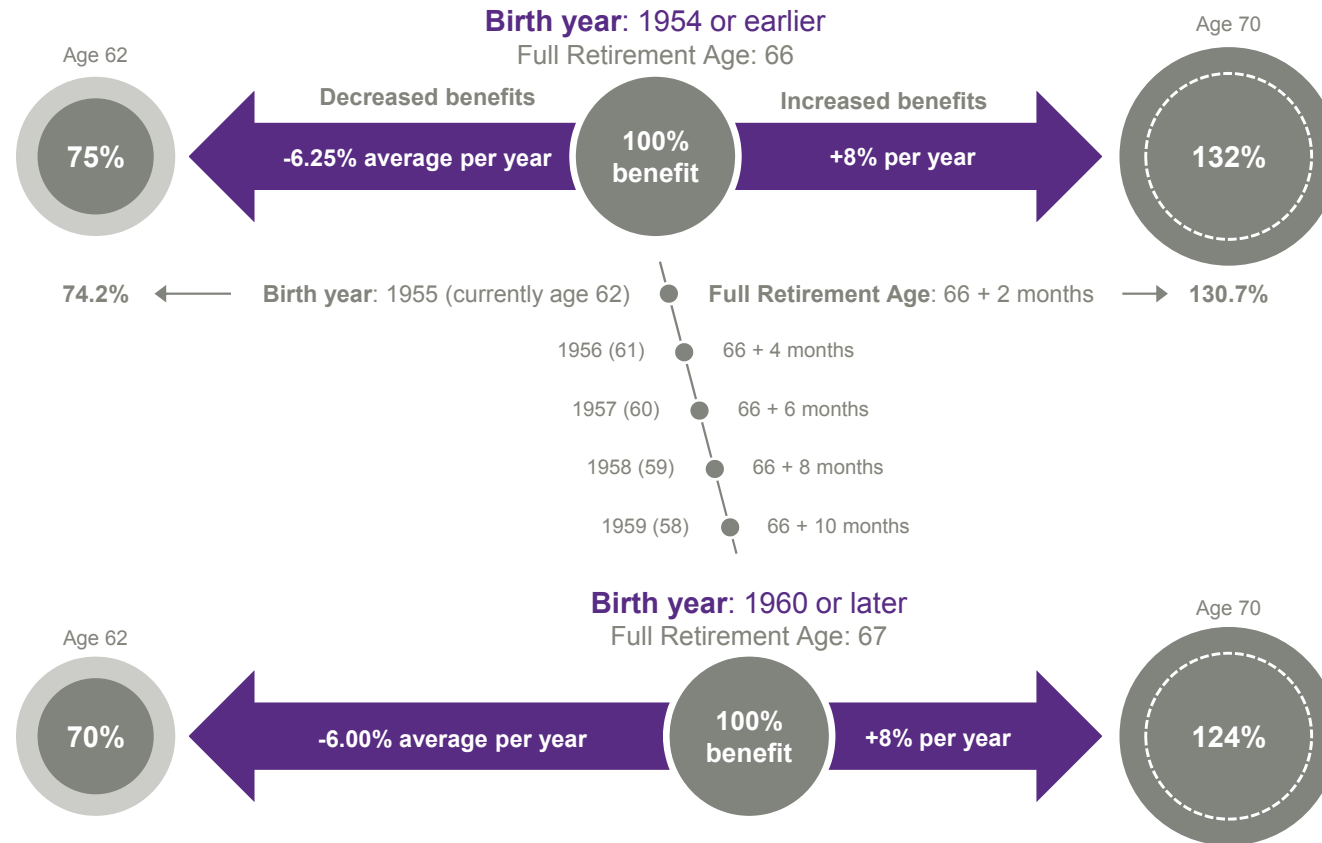 Birth year: 1954 or earlier
Full Retirement Age: 66
Age 62
Age 70
Decreased benefits
Increased benefits
75%
-6.25% average per year
100%
benefit
+8% per year
132%
74.2%
Birth year: 1955 (currently age 62)
Full Retirement Age: 66 + 2 months
130.7%
1956 (61)
66 + 4 months
1957 (60)
66 + 6 months
1958 (59)
66 + 8 months
1959 (58)
66 + 10 months
Birth year: 1960 or later
Full Retirement Age: 67
Age 62
Age 70
70%
-6.00% average per year
100%
benefit
+8% per year
124%